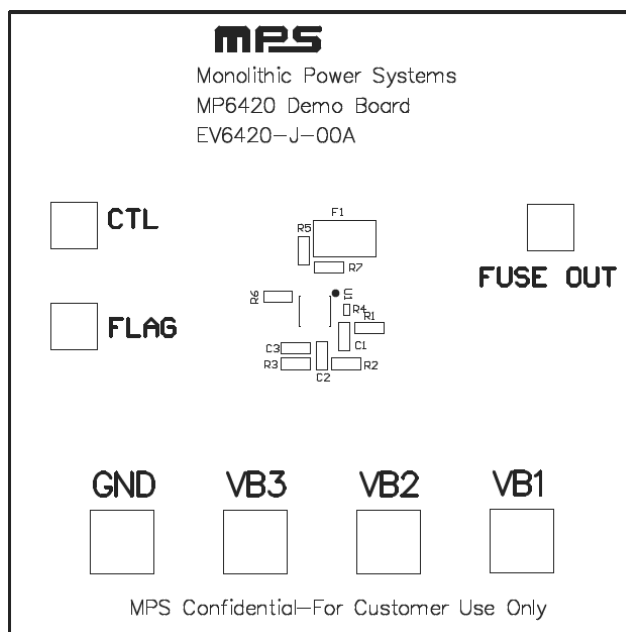 MPS
Monolithic Power Systems
MP6420 Demo Board
EV6420-J-00A
CTL
F1
R5
FUSE OUT
R7
R6
U1
FLAG
R4
R1
C3
C1
R3
C2
R2
GND VB3 VB2 VB1
MPS Confidential-For Customer Use Only